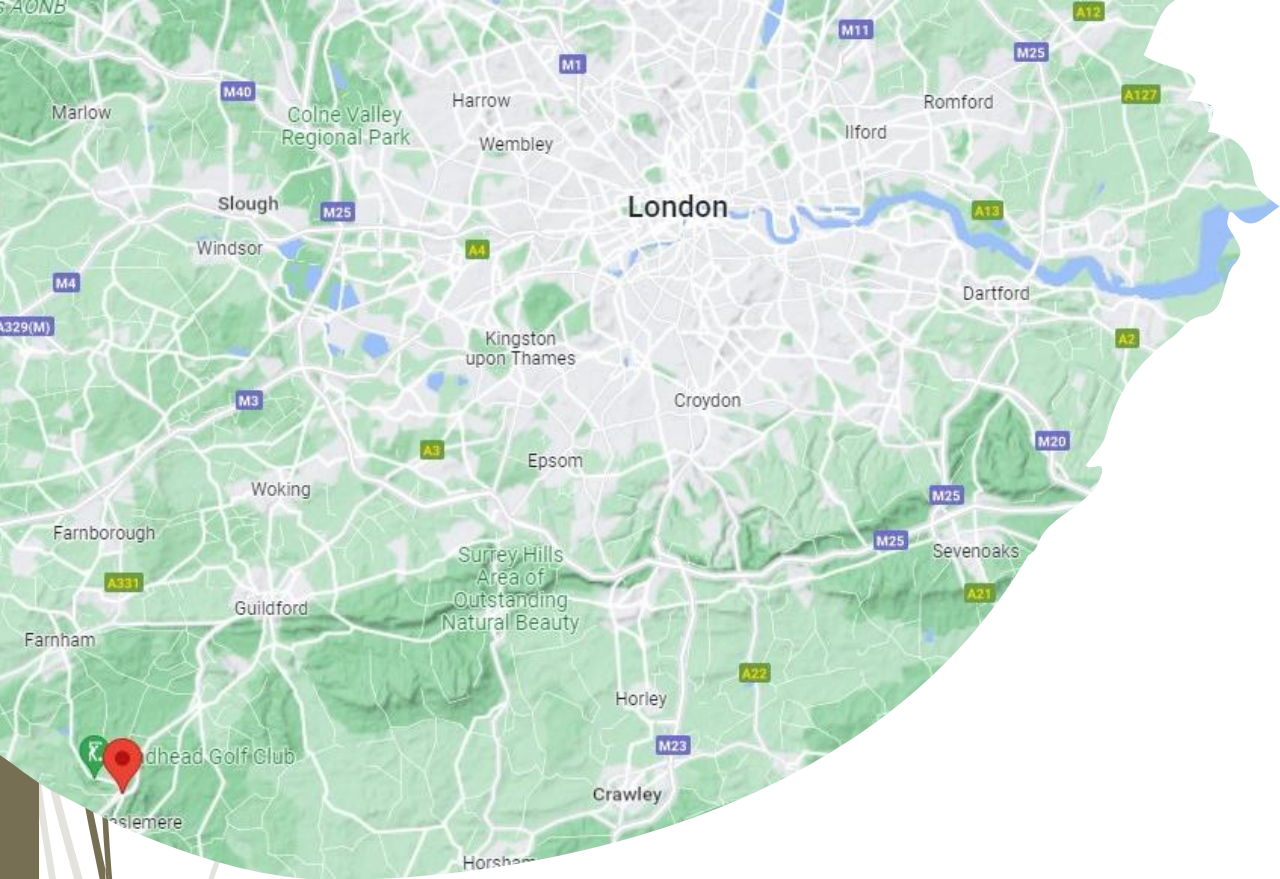 s AONB
A12
M11
M25
M1
M40
A127
Harrow
Romford
Marlow
Colne Valley
Regional Park
Ilford
Wembley
Slough
M25
London
A13
Windsor
A4
M4
Dartford
A329(M)
Kingston
upon Thames
A2
M3
Croydon
M20
A3
Epsom
Woking
M25
Farnborough
M25
Sevenoaks
Surrey Hills
Area of
Outstanding
Natural Beauty
A331
A21
Guildford
Farnham
A22
Horley
M23
dhead Golf Club
Crawley
aslemere
Horsham